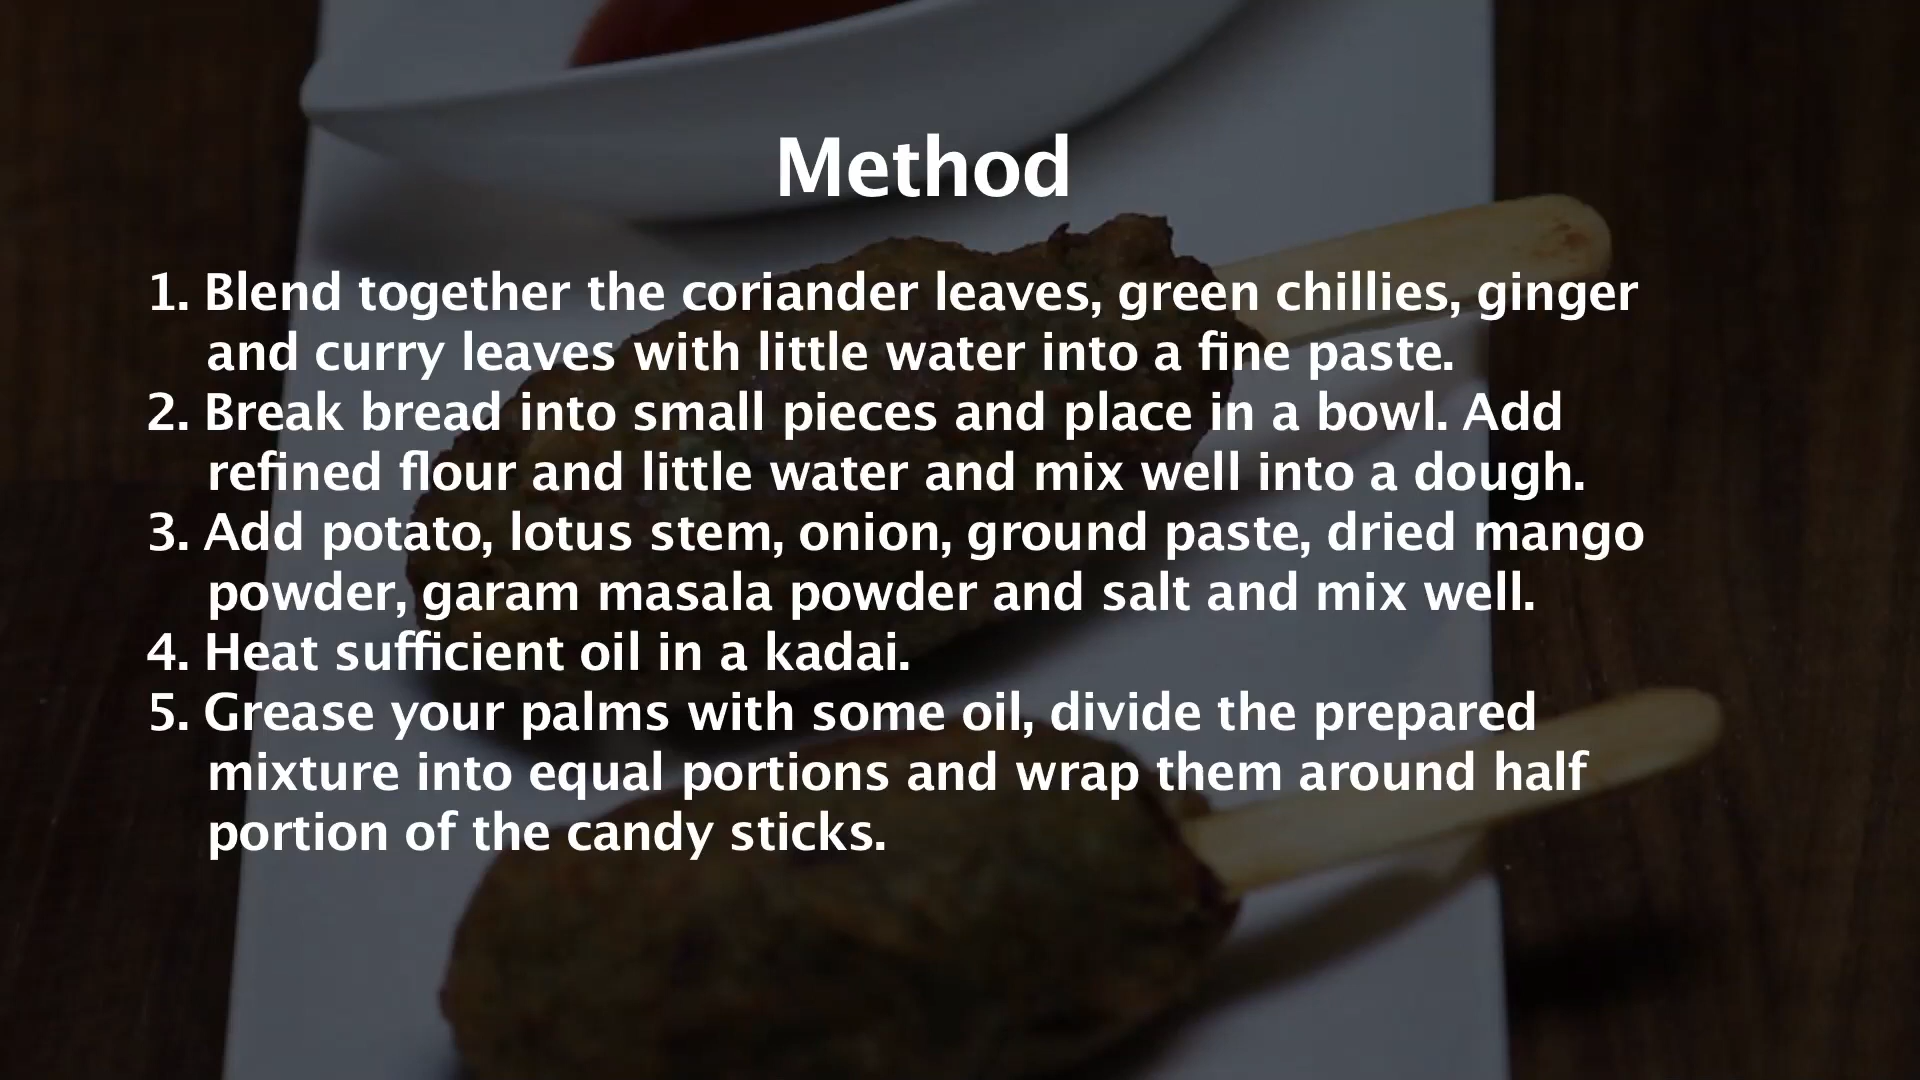 Method
1. Blend together the coriander leaves, green chillies, ginger
and curry leaves with little water into a fine paste.
2. Break bread into small pieces and place in a bowl. Add
refined flour and little water and mix well into a dough.
3. Add potato, lotus stem, onion, ground paste, dried mango
powder, garam masala powder and salt and mix well.
4. Heat sufficient oil in a kadai.
5. Grease your palms with some oil, divide the prepared
mixture into equal portions and wrap them around half
portion of the candy sticks.